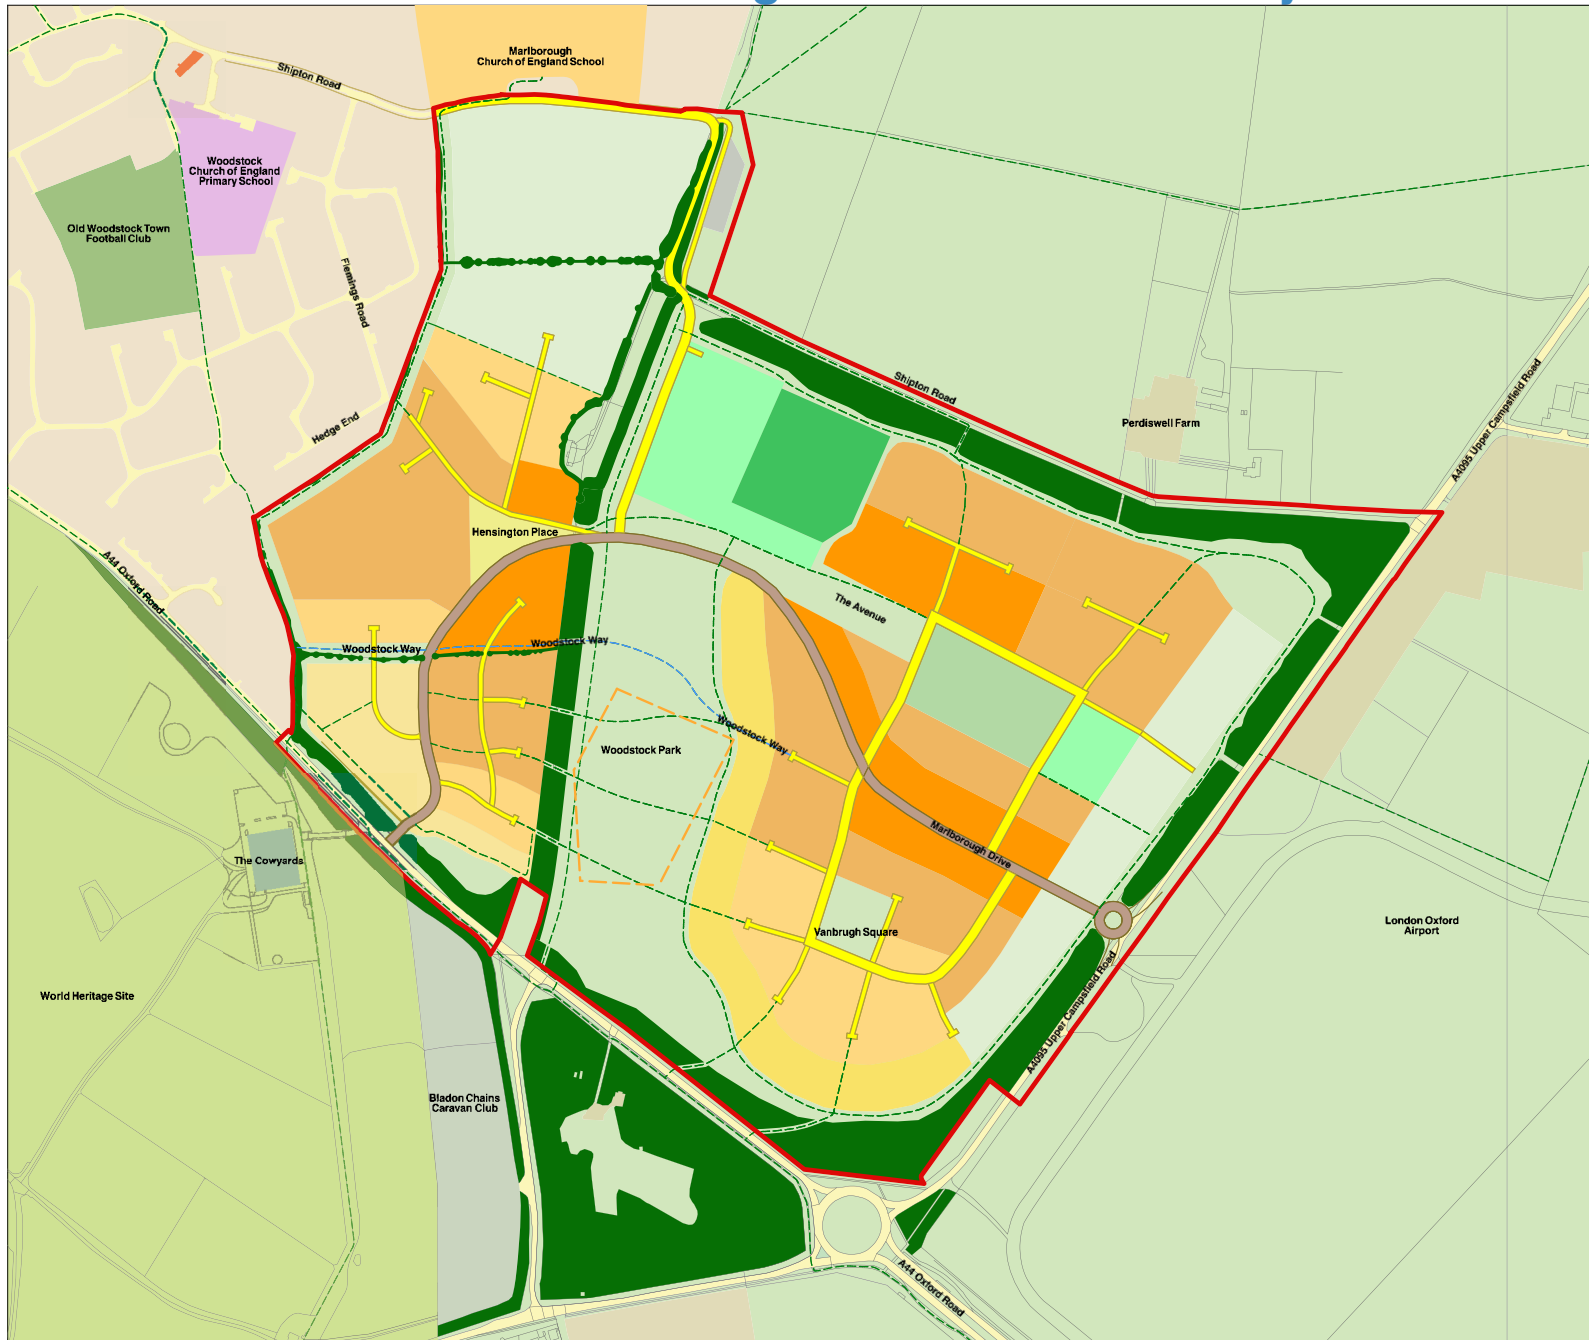 Marlborough
Church of England School
Shipton Road
Woodstock
Church of England
Primary School
Old Woodstock Town
Football Club
Flemings Road
Hedge End
Shipton Road
Perdiswell Farm
A4095 Upper Campsfield Road
Hensington Place
A44 Oxford Road
The Avenue
Woodstock Way
Woodstock Way
Woodstock Way
Woodstock Park
Marlborough Drive
The Cowyards
Vanbrugh Square
London Oxford
Airport
World Heritage Site
A4095 Upper Campsfield Road
Bladon Chains
Caravan Club
A44 Oxford Road